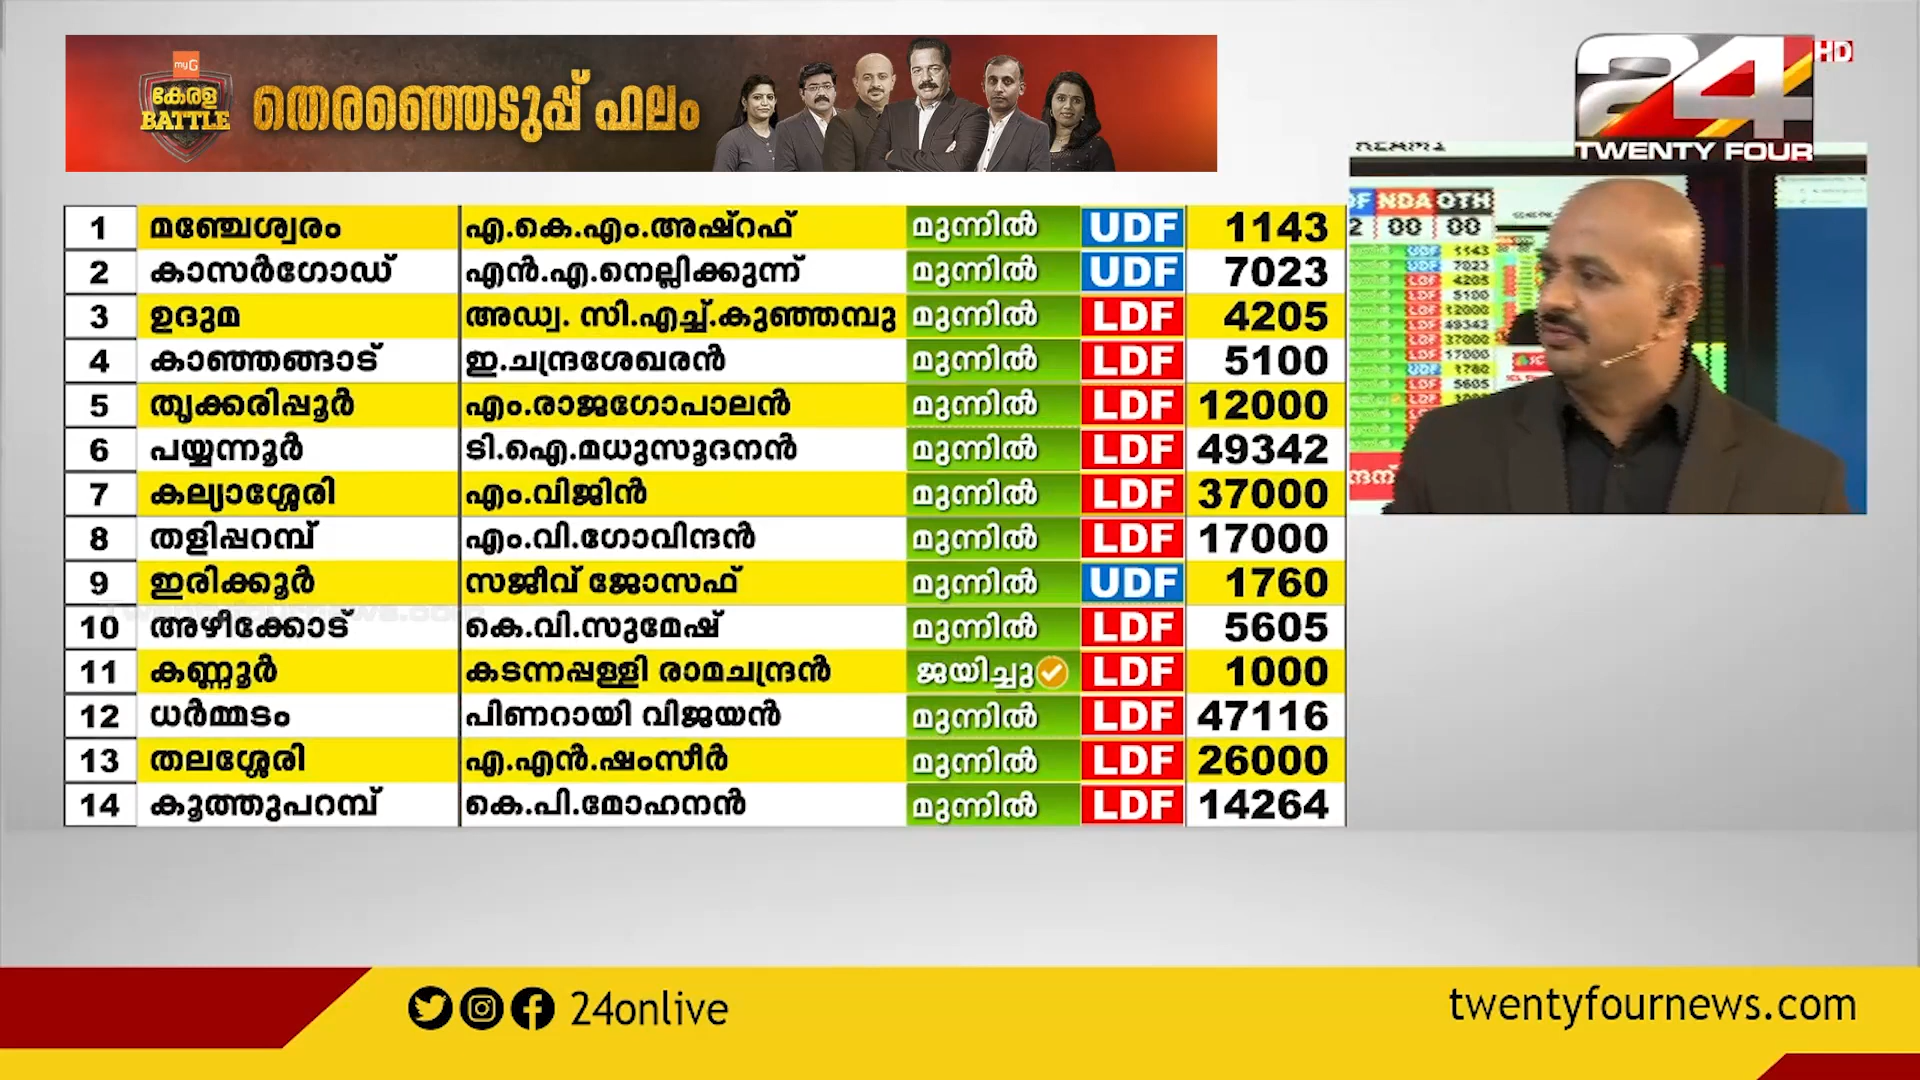 myG
കേരള
BATTLE
തെരഞ്ഞെടുപ്പ് ഫലം
24 HD
TWENTY FOUR
NDA OTH
2 00 00
1 മഞ്ചേശ്വരം എ.കെ.എം.അഷ്റഫ് മുന്നിൽ UDF 1143
2 കാസർഗോഡ് എൻ.എ.നെല്ലിക്കുന്ന് മുന്നിൽ UDF 7023
3 ഉദുമ അഡ്വ. സി.എച്ച്.കുഞ്ഞമ്പു മുന്നിൽ LDF 4205
4 കാഞ്ഞങ്ങാട് ഇ.ചന്ദ്രശേഖരൻ മുന്നിൽ LDF 5100
5 തൃക്കരിപ്പൂർ എം.രാജഗോപാലൻ മുന്നിൽ LDF 12000
6 പയ്യന്നൂർ ടി.ഐ.മധുസൂദനൻ മുന്നിൽ LDF 49342
7 കല്യാശ്ശേരി എം.വിജിൻ മുന്നിൽ LDF 37000
8 തളിപ്പറമ്പ് എം.വി.ഗോവിന്ദൻ മുന്നിൽ LDF 17000
9 ഇരിക്കൂർ സജീവ് ജോസഫ് മുന്നിൽ UDF 1760
10 അഴീക്കോട് കെ.വി.സുമേഷ് മുന്നിൽ LDF 5605
11 കണ്ണൂർ കടന്നപ്പള്ളി രാമചന്ദ്രൻ ജയിച്ചു LDF 1000
12 ധർമ്മടം പിണറായി വിജയൻ മുന്നിൽ LDF 47116
13 തലശ്ശേരി എ.എൻ.ഷംസീർ മുന്നിൽ LDF 26000
14 കൂത്തുപറമ്പ് കെ.പി.മോഹനൻ മുന്നിൽ LDF 14264
24onlive
twentyfournews.com